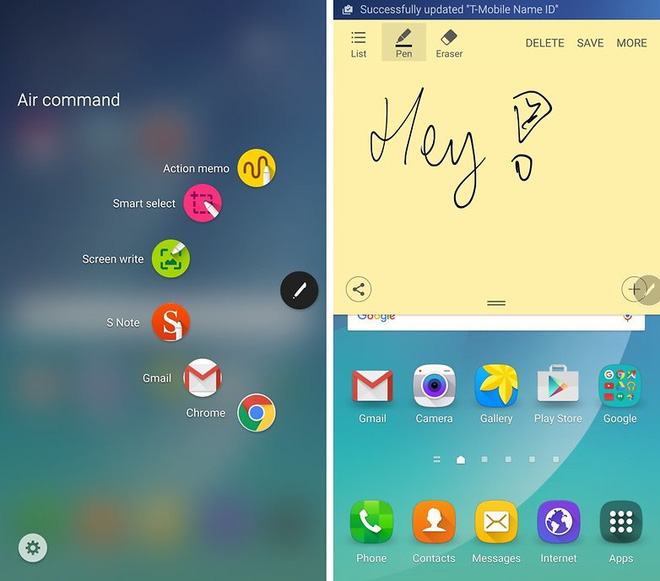 Air command
Action memo
Smart select
Screen write
S Note
Gmail
Chrome
Successfully updated "T-Mobile Name ID"
List
Pen
Eraser
DELETE
SAVE
MORE
Hey!
Google
Gmail
Camera
Gallery
Play Store
Google
Phone
Contacts
Messages
Internet
Apps